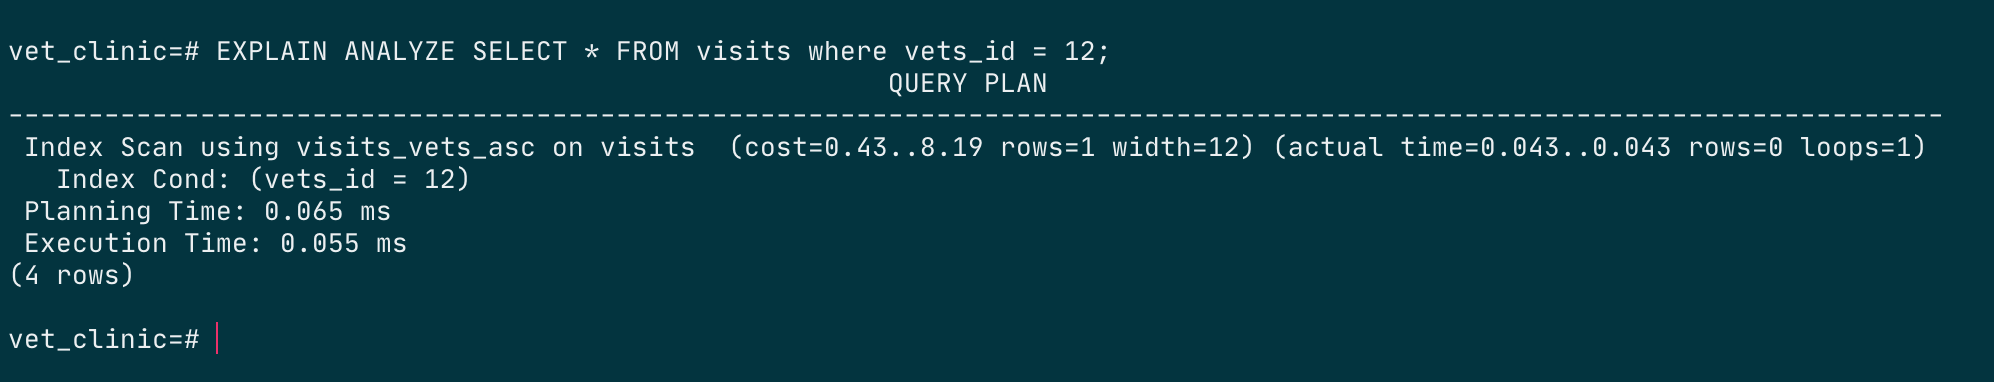 vet_clinic=# EXPLAIN ANALYZE SELECT * FROM visits where vets_id = 12;
QUERY PLAN
-------------------------------------------------------------------------------------------------------------------------
Index Scan using visits_vets_asc on visits  (cost=0.43..8.19 rows=1 width=12) (actual time=0.043..0.043 rows=0 loops=1)
Index Cond: (vets_id = 12)
Planning Time: 0.065 ms
Execution Time: 0.055 ms
(4 rows)
vet_clinic=#